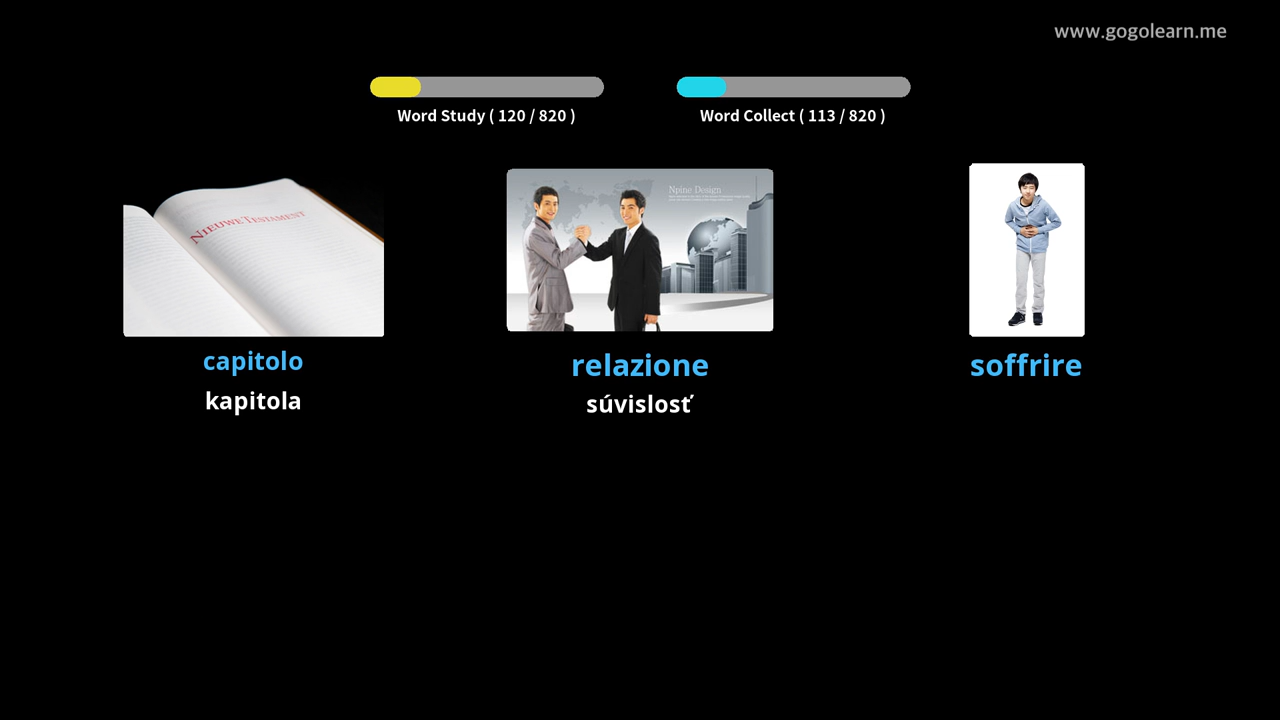 www.gogolearn.me
Word Study ( 120 / 820 )
Word Collect ( 113 / 820 )
NIEUWE TESTAMENT
Npine Design
capitolo
kapitola
relazione
súvislosť
soffrire